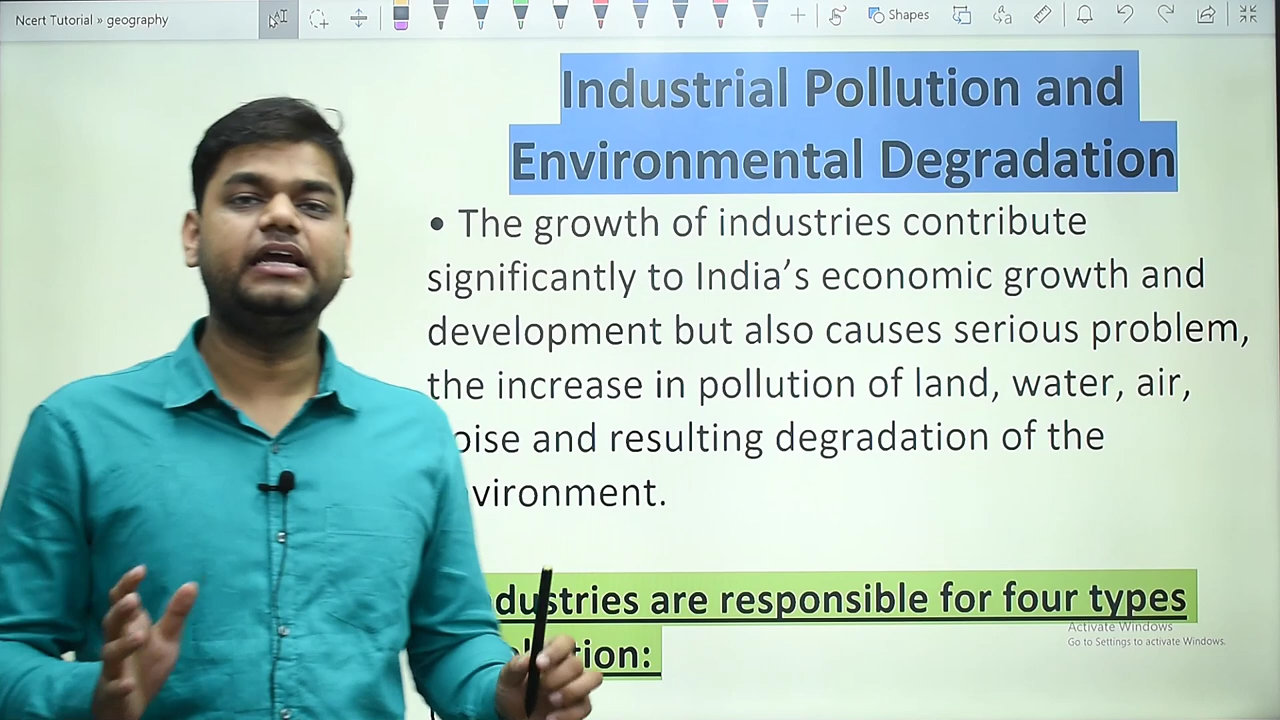 Ncert Tutorial » geography
Shapes
Industrial Pollution and
Environmental Degradation
• The growth of industries contribute
significantly to India’s economic growth and
development but also causes serious problem,
the increase in pollution of land, water, air,
oise and resulting degradation of the
vironment.
dustries are responsible for four types
tion:
Activate Windows
Go to Settings to activate Windows.